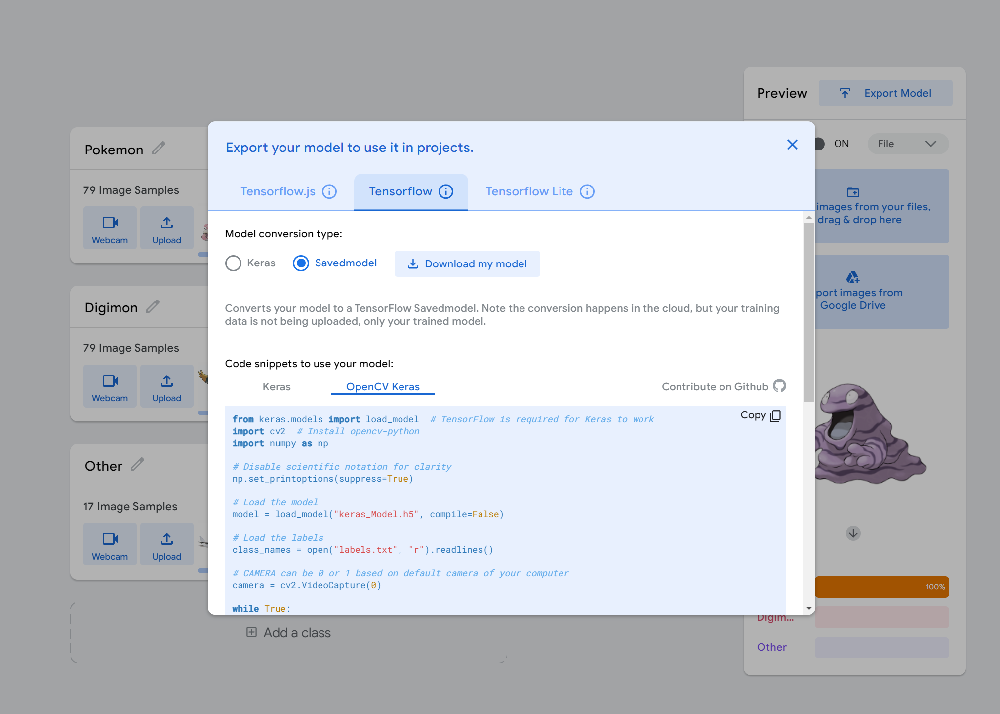 Preview
Export Model
Pokemon
79 Image Samples
Webcam
Upload
Digimon
79 Image Samples
Webcam
Upload
Other
17 Image Samples
Webcam
Upload
Add a class
Export your model to use it in projects.
Tensorflow.js
Tensorflow
Tensorflow Lite
Model conversion type:
Keras
Savedmodel
Download my model
Converts your model to a TensorFlow Savedmodel. Note the conversion happens in the cloud, but your training
data is not being uploaded, only your trained model.
Code snippets to use your model:
Keras
OpenCV Keras
Contribute on Github
Copy
from keras.models import load_model  # TensorFlow is required for Keras to work
import cv2  # Install opencv-python
import numpy as np
# Disable scientific notation for clarity
np.set_printoptions(suppress=True)
# Load the model
model = load_model("keras_Model.h5", compile=False)
# Load the labels
class_names = open("labels.txt", "r").readlines()
# CAMERA can be 0 or 1 based on default camera of your computer
camera = cv2.VideoCapture(0)
while True:
ON
File
images from your files,
drag & drop here
port images from
Google Drive
100%
Digim...
Other